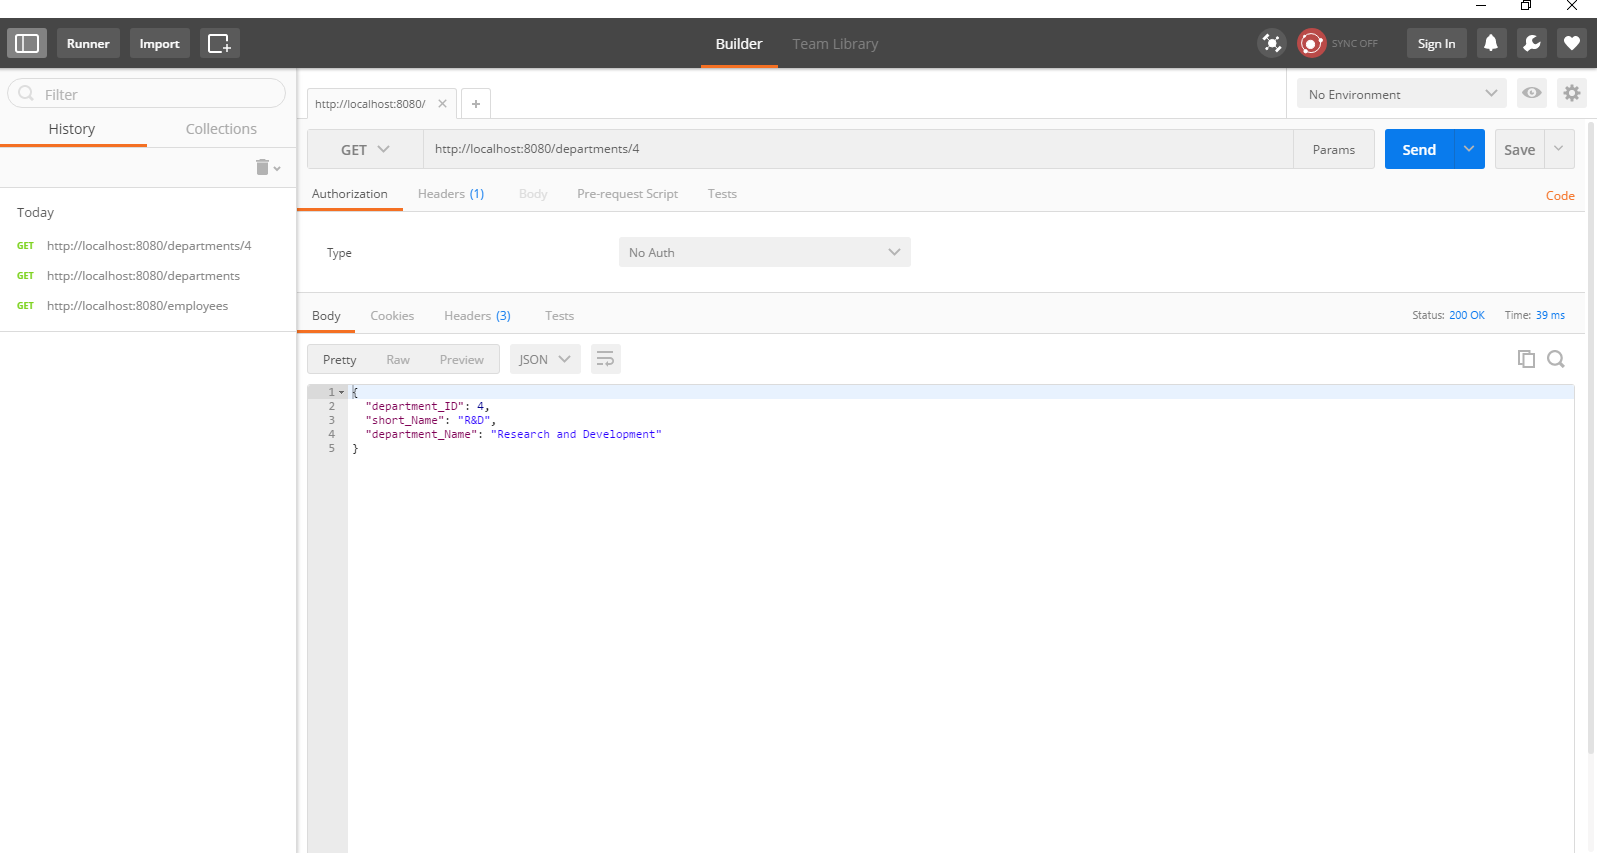 Runner Import Builder Team Library SYNC OFF Sign In
Filter
History Collections
Today
GET http://localhost:8080/departments/4
GET http://localhost:8080/departments
GET http://localhost:8080/employees
http://localhost:8080/ No Environment
GET http://localhost:8080/departments/4 Params Send Save
Authorization Headers (1) Body Pre-request Script Tests Code
Type No Auth
Body Cookies Headers (3) Tests Status: 200 OK Time: 39 ms
Pretty Raw Preview JSON
1 {
2 "department_ID": 4,
3 "short_Name": "R&D",
4 "department_Name": "Research and Development"
5 }